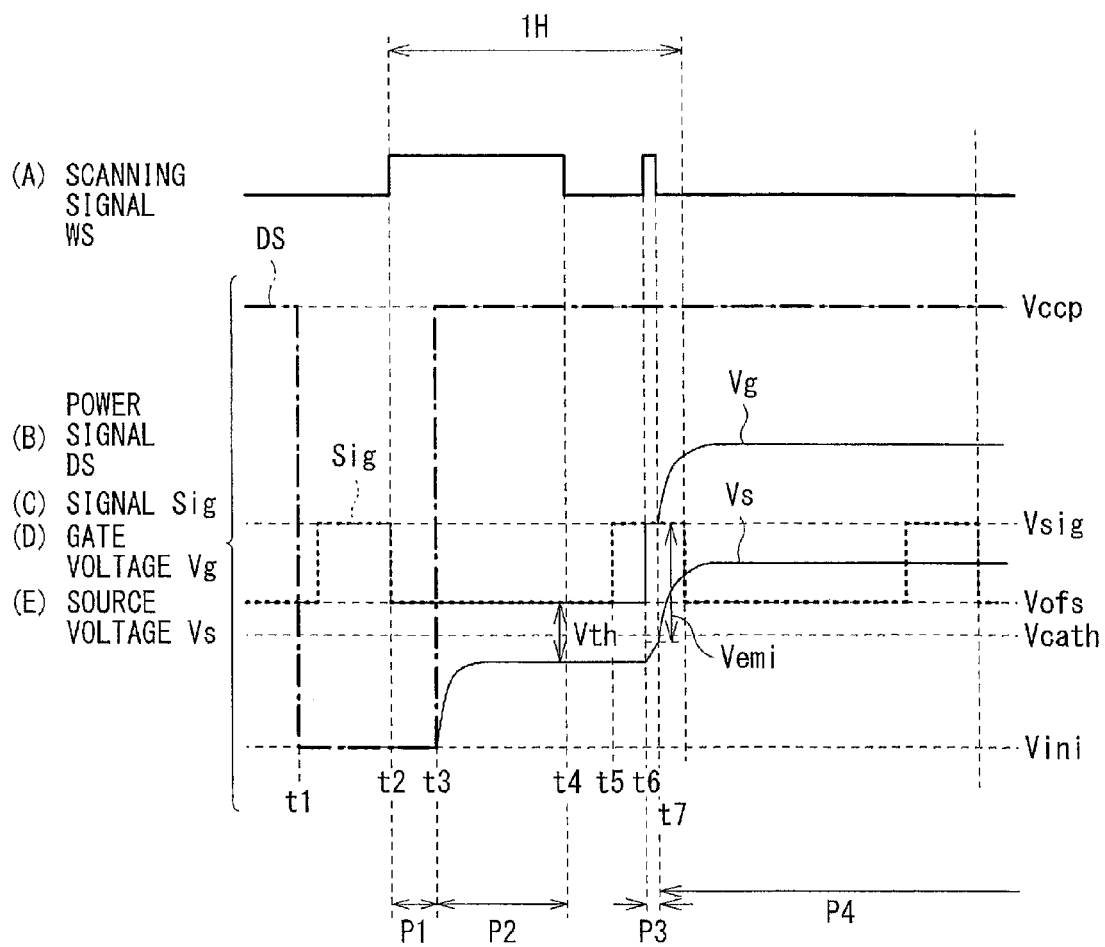 1H
(A) SCANNING
SIGNAL
WS
DS
Vccp
Vg
POWER
(B) SIGNAL
DS
Sig
(C) SIGNAL Sig
Vs
Vsig
(D) GATE
VOLTAGE Vg
(E) SOURCE
VOLTAGE Vs
Vofs
Vth
Vemi
Vcath
Vini
t1
t2
t3
t4
t5
t6
t7
P1
P2
P3
P4